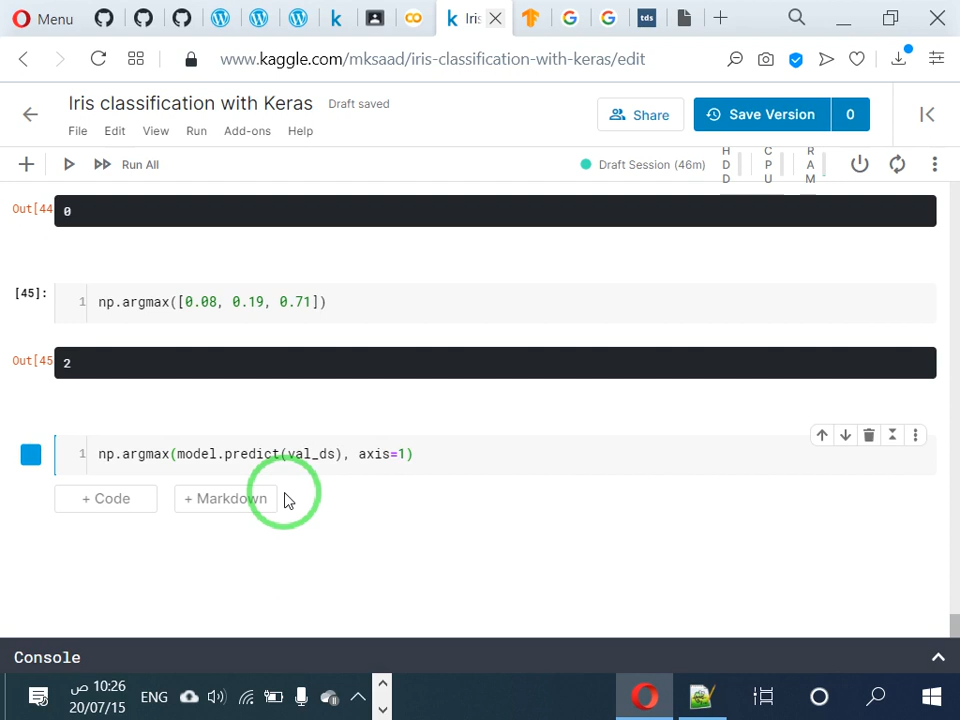 Menu
Iris
tds
www.kaggle.com/mksaad/iris-classification-with-keras/edit
Iris classification with Keras Draft saved
Share
Save Version 0
File Edit View Run Add-ons Help
Run All
Draft Session (46m)
HDD
CPU
RAM
Out[44
0
[45]:
1 np.argmax([0.08, 0.19, 0.71])
Out[45
2
1 np.argmax(model.predict(val_ds), axis=1)
+ Code
+ Markdown
Console
10:26 ص
ENG
20/07/15